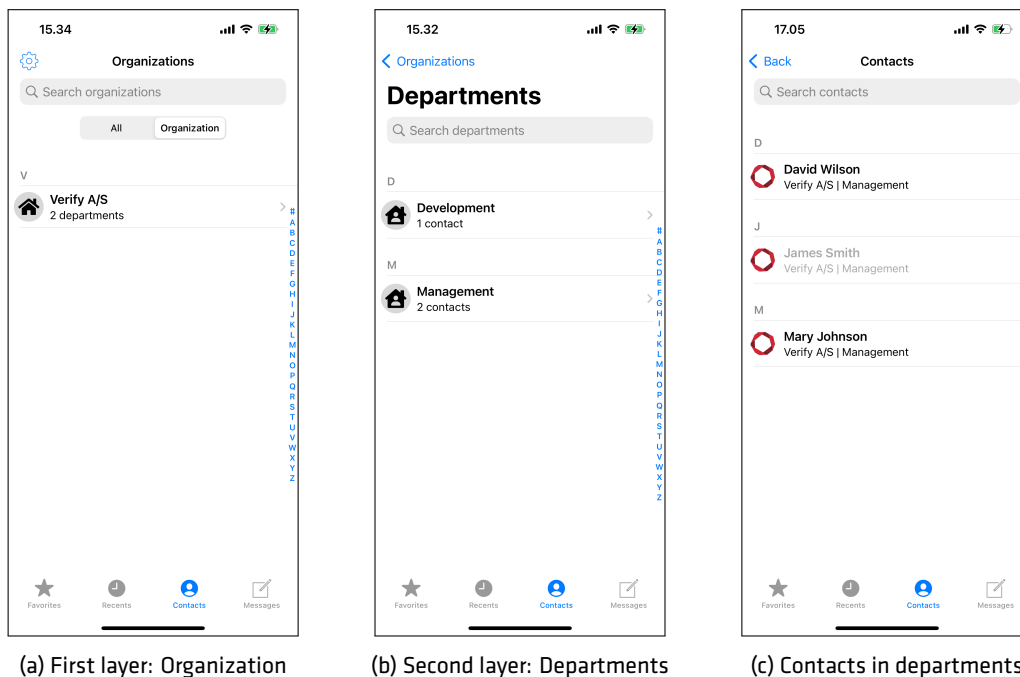 15.34
Organizations
Search organizations
All Organization
V
Verify A/S
2 departments
#
A
B
C
D
E
F
G
H
I
J
K
L
M
N
O
P
Q
R
S
T
U
V
W
X
Y
Z
Favorites Recents Contacts Messages
(a) First layer: Organization
15.32
Organizations
Departments
Search departments
D
Development
1 contact
M
Management
2 contacts
#
A
B
C
D
E
F
G
H
I
J
K
L
M
N
O
P
Q
R
S
T
U
V
W
X
Y
Z
Favorites Recents Contacts Messages
(b) Second layer: Departments
17.05
Back Contacts
Search contacts
D
David Wilson
Verify A/S | Management
J
James Smith
Verify A/S | Management
M
Mary Johnson
Verify A/S | Management
Favorites Recents Contacts Messages
(c) Contacts in departments